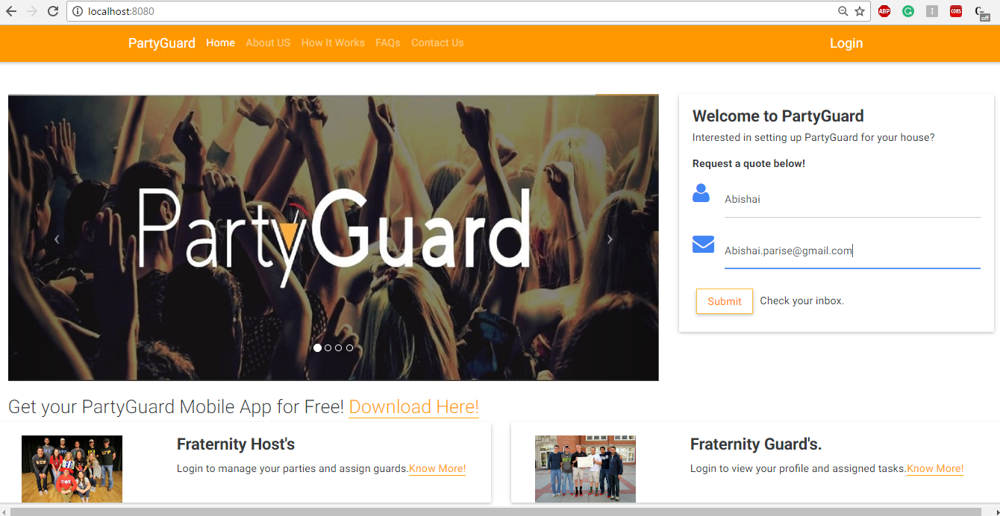 localhost:8080
ABP
G
I
CORS
C-
off
PartyGuard Home About US How It Works FAQs Contact Us Login
PartyGuard
Welcome to PartyGuard
Interested in setting up PartyGuard for your house?
Request a quote below!
Abishai
Abishai.parise@gmail.com
Submit Check your inbox.
Get your PartyGuard Mobile App for Free! Download Here!
Fraternity Host's
Login to manage your parties and assign guards.Know More!
Fraternity Guard's.
Login to view your profile and assigned tasks.Know More!